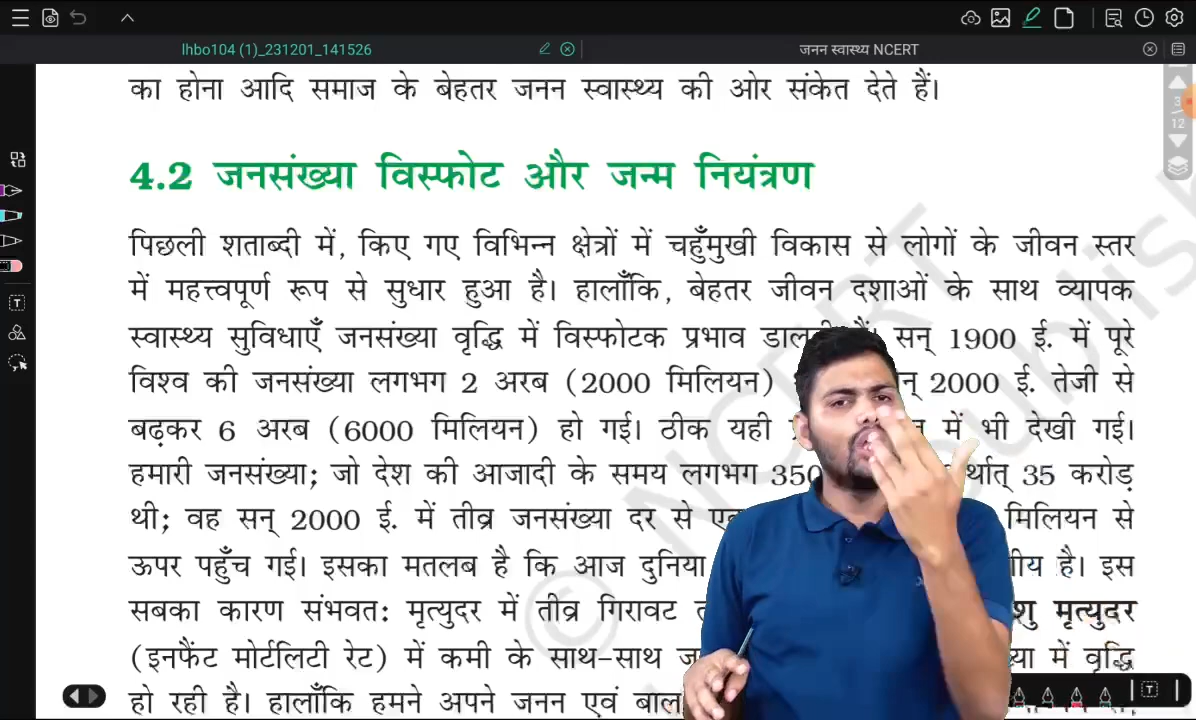 lhbo104 (1)_231201_141526
जनन स्वास्थ्य NCERT
का होना आदि समाज के बेहतर जनन स्वास्थ्य की ओर संकेत देते हैं।
4.2 जनसंख्या विस्फोट और जन्म नियंत्रण
पिछली शताब्दी में, किए गए विभिन्न क्षेत्रों में चहुँमुखी विकास से लोगों के जीवन स्तर
में महत्त्वपूर्ण रूप से सुधार हुआ है। हालाँकि, बेहतर जीवन दशाओं के साथ व्यापक
स्वास्थ्य सुविधाएँ जनसंख्या वृद्धि में विस्फोटक प्रभाव सन् 1900 ई. में पूरे
विश्व की जनसंख्या लगभग 2 अरब (2000 मिलियन) 2000 ई. तेजी से
बढ़कर 6 अरब (6000 मिलियन) हो गई। ठीक यही में भी देखी गई।
हमारी जनसंख्या; जो देश की आजादी के समय लगभग 350 35 करोड़
थी; वह सन् 2000 ई. में तीव्र जनसंख्या दर से मिलियन से
ऊपर पहुँच गई। इसका मतलब है कि आज दुनिया है। इस
सबका कारण संभवत: मृत्युदर में तीव्र गिरावट मृत्युदर
(इनफैंट मोर्टलिटी रेट) में कमी के साथ-साथ में वृद्धि
हो रही है। हालाँकि हमने अपने जनन एवं बाल
3
12
© NCERT